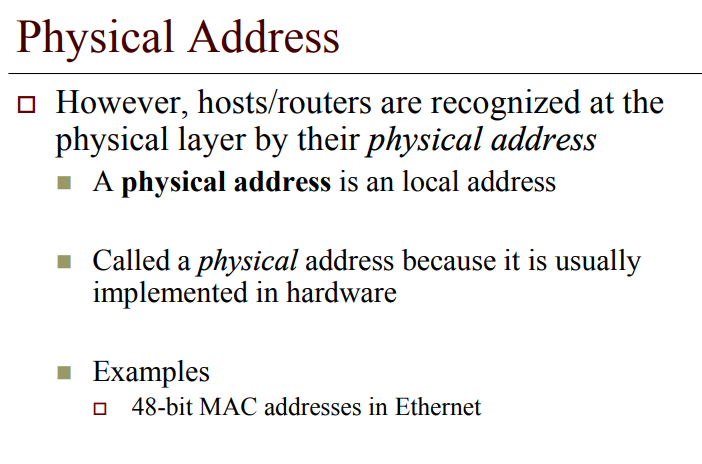 Physical Address
However, hosts/routers are recognized at the
physical layer by their physical address
A physical address is an local address
Called a physical address because it is usually
implemented in hardware
Examples
48-bit MAC addresses in Ethernet